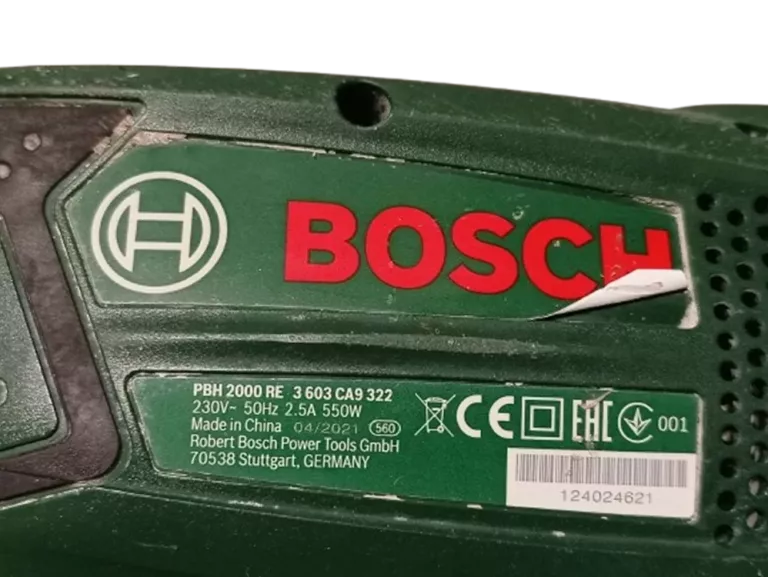 BOSCH
PBH 2000 RE 3 603 CA9 322
230V~ 50Hz 2.5A 550W
Made in China 04/2021 560
Robert Bosch Power Tools GmbH
70538 Stuttgart, GERMANY
CE EAC 001
124024621